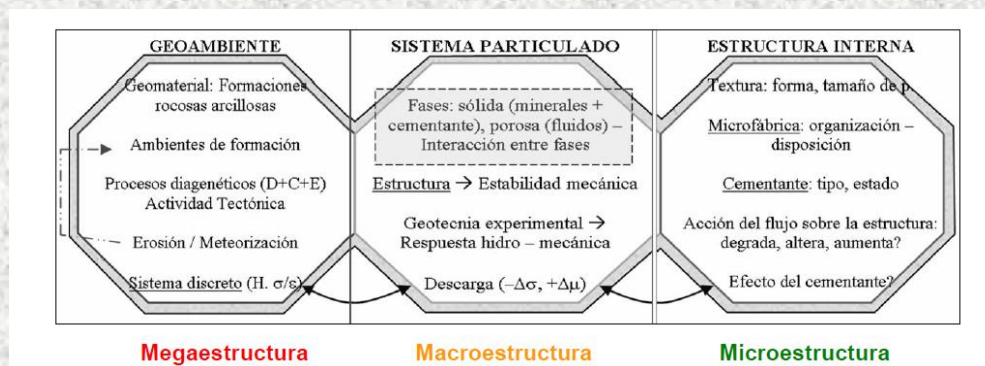 GEOAMBIENTE
Geomaterial: Formaciones
rocosas arcillosas
Ambientes de formación
Procesos diagenéticos (D+C+E)
Actividad Tectónica
Erosión / Meteorización
Sistema discreto (H. σ/ε)
SISTEMA PARTICULADO
Fases: sólida (minerales +
cementante), porosa (fluidos) –
Interacción entre fases
Estructura → Estabilidad mecánica
Geotecnia experimental →
Respuesta hidro – mecánica
Descarga (–Δσ, +Δμ)
ESTRUCTURA INTERNA
Textura: forma, tamaño de p.
Microfábrica: organización –
disposición
Cementante: tipo, estado
Acción del flujo sobre la estructura:
degrada, altera, aumenta?
Efecto del cementante?
Megaestructura
Macroestructura
Microestructura